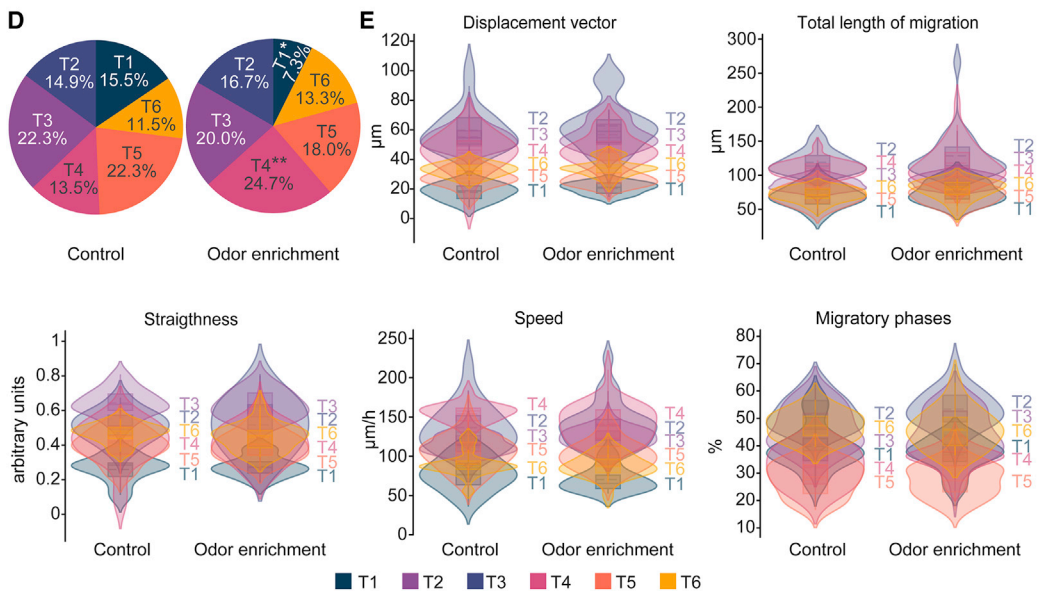 D
T1
15.5%
T6
11.5%
T5
22.3%
T4
13.5%
T3
22.3%
T2
14.9%
Control
T1*
7.3%
T6
13.3%
T5
18.0%
T4**
24.7%
T3
20.0%
T2
16.7%
Odor enrichment
E
Displacement vector
µm
120
100
80
60
40
20
0
T2
T3
T4
T6
T5
T1
T2
T3
T4
T6
T5
T1
Control
Odor enrichment
Total length of migration
µm
300
250
200
150
100
50
T2
T4
T3
T6
T5
T1
T2
T3
T4
T6
T5
T1
Control
Odor enrichment
Straigthness
arbitrary units
1
0.8
0.6
0.4
0.2
0
T3
T2
T6
T4
T5
T1
T3
T2
T6
T4
T5
T1
Control
Odor enrichment
Speed
µm/h
250
200
150
100
50
0
T4
T2
T3
T5
T6
T1
T4
T2
T3
T5
T6
T1
Control
Odor enrichment
Migratory phases
%
80
70
60
50
40
30
20
10
T2
T6
T3
T1
T4
T5
T2
T3
T6
T1
T4
T5
Control
Odor enrichment
T1 T2 T3 T4 T5 T6